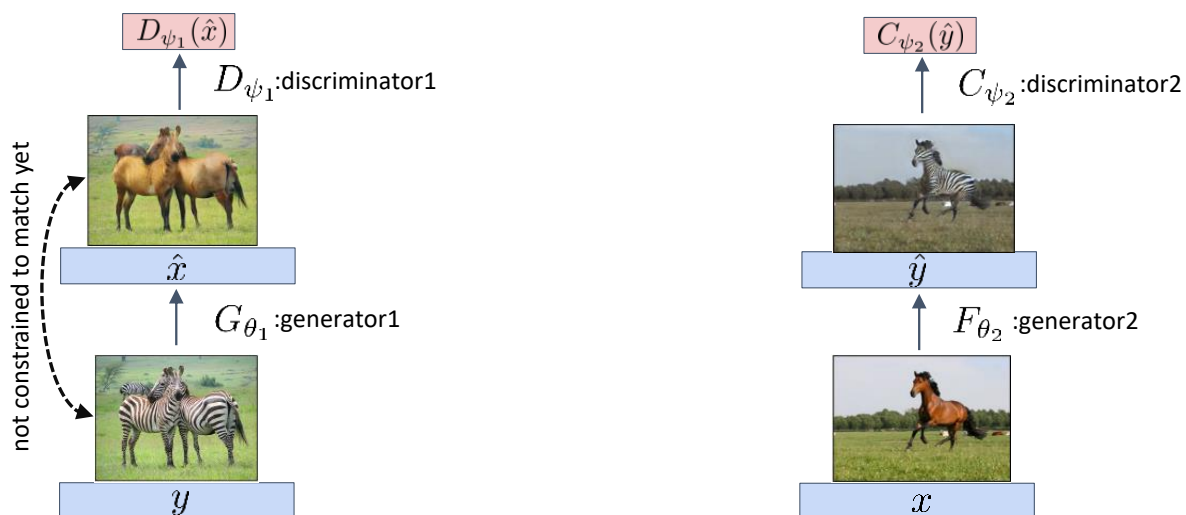 D_{ψ_1}(x̂)
D_{ψ_1}:discriminator1
not constrained to match yet
x̂
G_{θ_1}:generator1
y
C_{ψ_2}(ŷ)
C_{ψ_2}:discriminator2
ŷ
F_{θ_2}:generator2
x